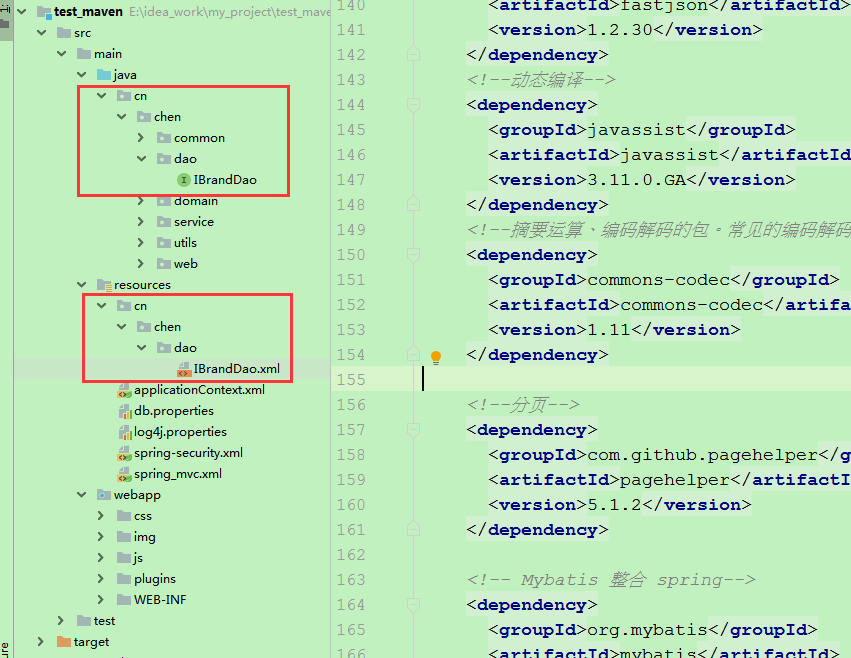 test_maven E:\idea_work\my_project\test_mave
src
main
java
cn
chen
common
dao
I IBrandDao
domain
service
utils
web
resources
cn
chen
dao
IBrandDao.xml
applicationContext.xml
db.properties
log4j.properties
spring-security.xml
spring_mvc.xml
webapp
css
img
js
plugins
WEB-INF
test
target
140 <artifactId>fastjson</artifactId>
141 <version>1.2.30</version>
142 </dependency>
143 <!--动态编译-->
144 <dependency>
145 <groupId>javassist</groupId>
146 <artifactId>javassist</artifactId
147 <version>3.11.0.GA</version>
148 </dependency>
149 <!--摘要运算、编码解码的包。常见的编码解码
150 <dependency>
151 <groupId>commons-codec</groupId>
152 <artifactId>commons-codec</artifa
153 <version>1.11</version>
154 </dependency>
155
156 <!--分页-->
157 <dependency>
158 <groupId>com.github.pagehelper</g
159 <artifactId>pagehelper</artifactI
160 <version>5.1.2</version>
161 </dependency>
162
163 <!-- Mybatis 整合 spring-->
164 <dependency>
165 <groupId>org.mybatis</groupId>
166 <artifactId>mybatis</artifactId>